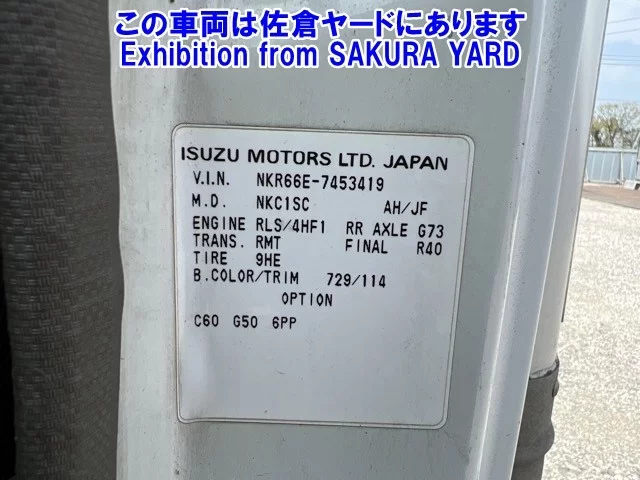 この車両は佐倉ヤードにあります
Exhibition from SAKURA YARD
ISUZU MOTORS LTD. JAPAN
V.I.N. NKR66E-7453419
M.D. NKC1SC AH/JF
ENGINE RLS/4HF1 RR AXLE G73
TRANS. RMT FINAL R40
TIRE 9HE
B.COLOR/TRIM 729/114
OPTION
C60 G50 6PP